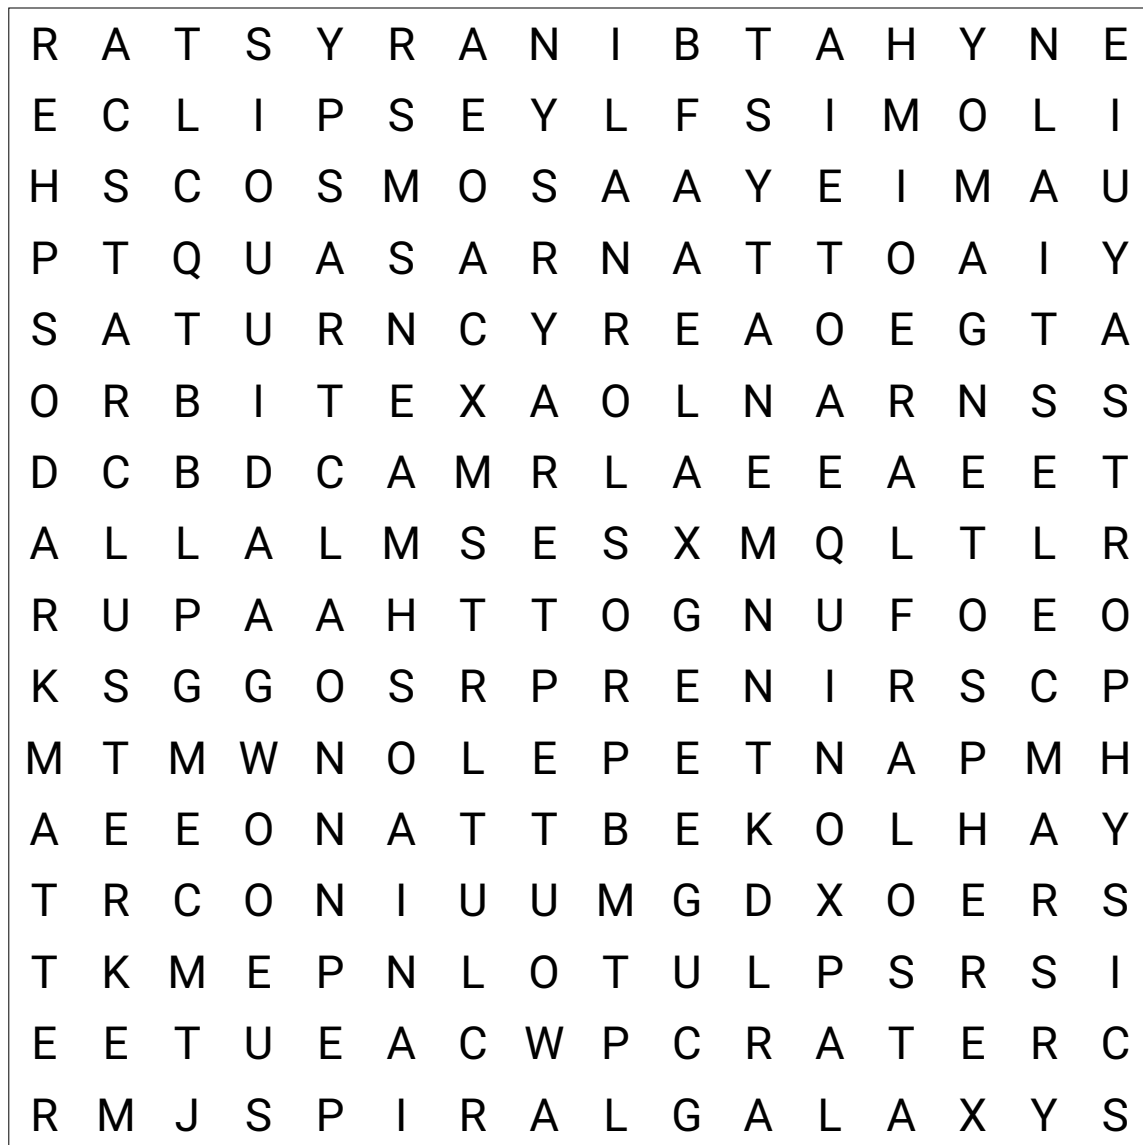 R A T S Y R A N I B T A H Y N E
E C L I P S E Y L F S I M O L I
H S C O S M O S A A Y E I M A U
P T Q U A S A R N A T T O A I Y
S A T U R N C Y R E A O E G T A
O R B I T E X A O L N A R N S S
D C B D C A M R L A E E A E E T
A L L A L M S E S X M Q L T L R
R U P A A H T T O G N U F O E O
K S G G O S R P R E N I R S C P
M T M W N O L E P E T N A P M H
A E E O N A T T B E K O L H A Y
T R C O N I U U M G D X O E R S
T K M E P N L O T U L P S R S I
E E T U E A C W P C R A T E R C
R M J S P I R A L G A L A X Y S